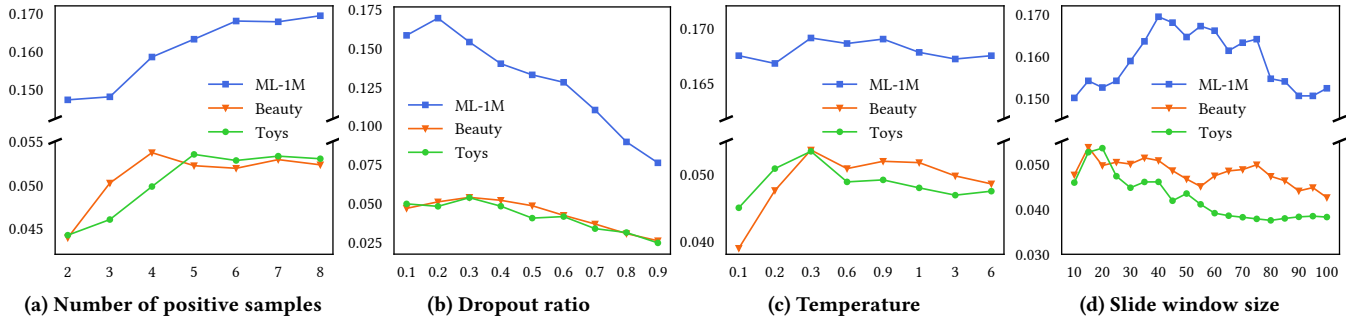 0.170
0.160
0.150
0.055
0.050
0.045
ML-1M
Beauty
Toys
2 3 4 5 6 7 8
(a) Number of positive samples
0.175
0.150
0.125
0.100
0.075
0.050
0.025
ML-1M
Beauty
Toys
0.1 0.2 0.3 0.4 0.5 0.6 0.7 0.8 0.9
(b) Dropout ratio
0.170
0.165
0.050
0.040
ML-1M
Beauty
Toys
0.1 0.2 0.3 0.6 0.9 1 3 6
(c) Temperature
0.170
0.160
0.150
0.050
0.040
0.030
ML-1M
Beauty
Toys
10 20 30 40 50 60 70 80 90 100
(d) Slide window size